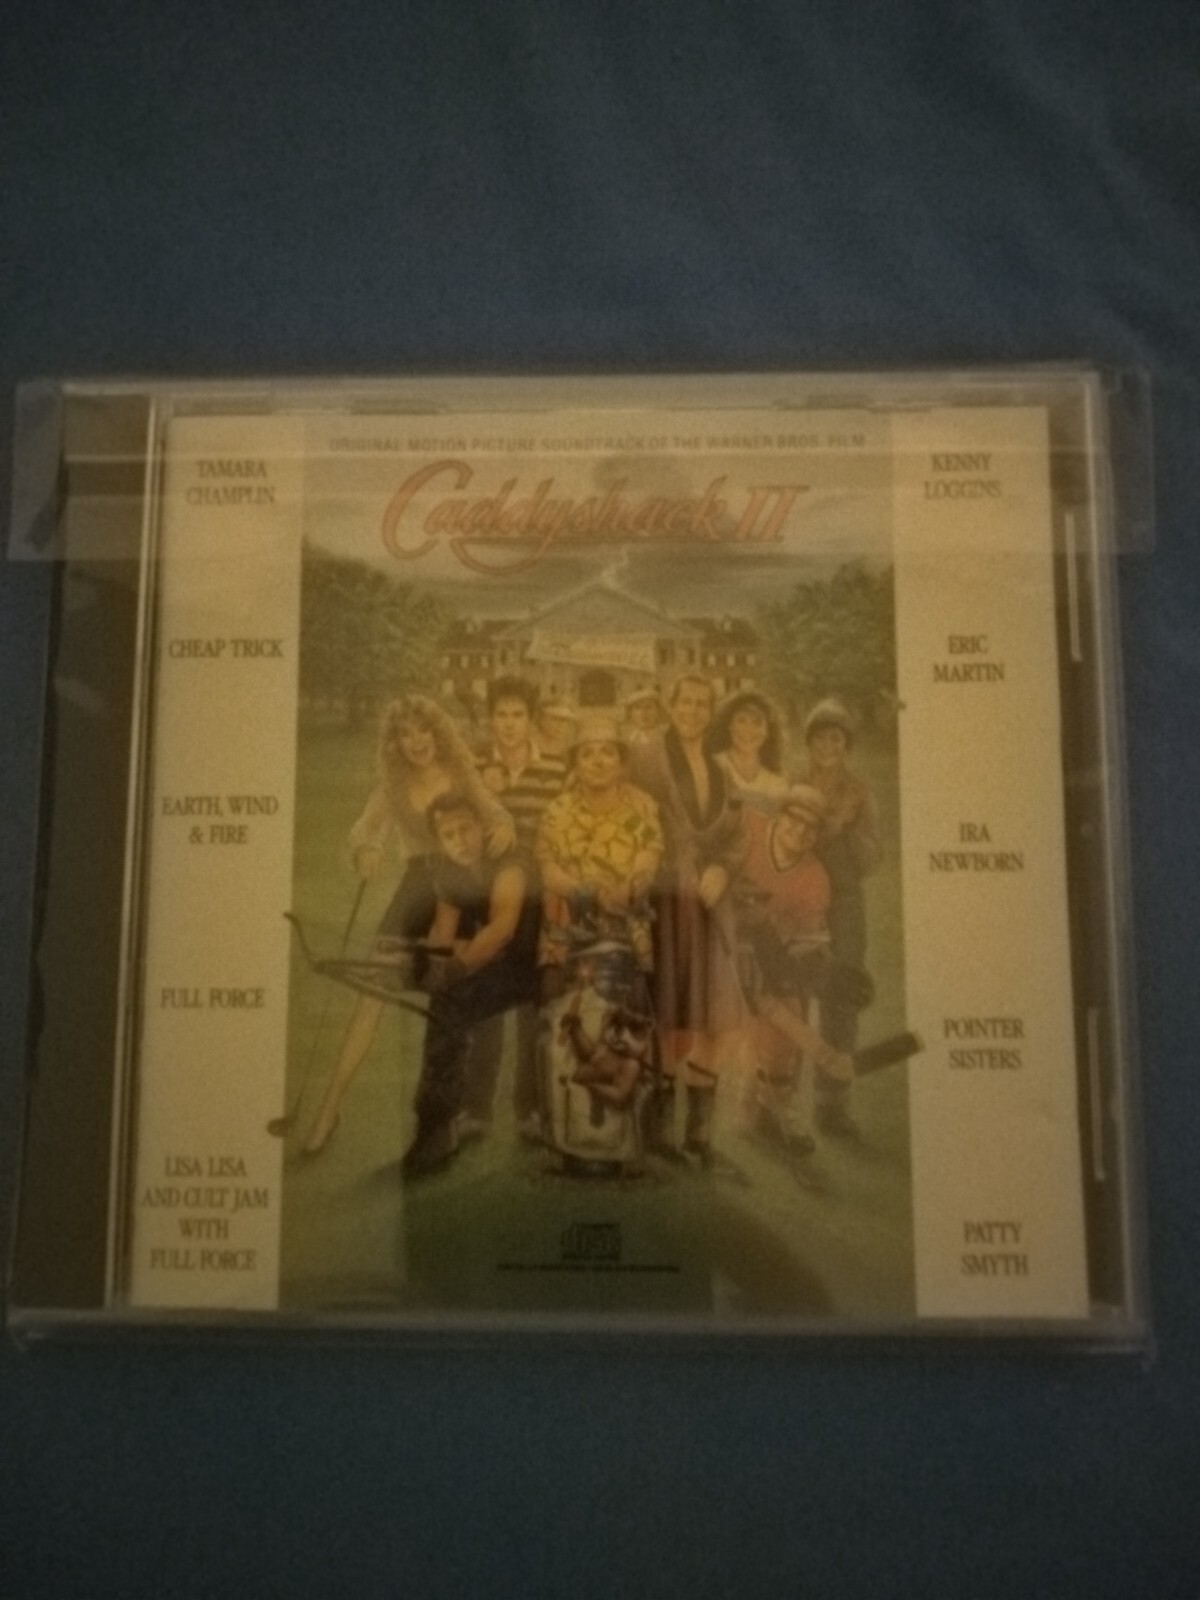 ORIGINAL MOTION PICTURE SOUNDTRACK OF THE WARNER BROS. FILM
Caddyshack II
TAMARA
CHAMPLIN
CHEAP TRICK
EARTH, WIND
& FIRE
FULL FORCE
LISA LISA
AND CULT JAM
WITH
FULL FORCE
KENNY
LOGGINS
ERIC
MARTIN
IRA
NEWBORN
POINTER
SISTERS
PATTY
SMYTH